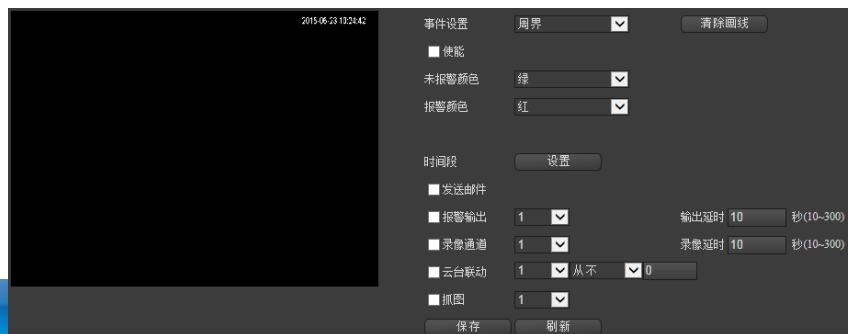 2015-06-23 13:24:42
事件设置 周界 清除画线
使能
未报警颜色 绿
报警颜色 红
时间段 设置
发送邮件
报警输出 1 输出延时 10 秒(10~300)
录像通道 1 录像延时 10 秒(10~300)
云台联动 1 从不 0
抓图 1
保存 刷新